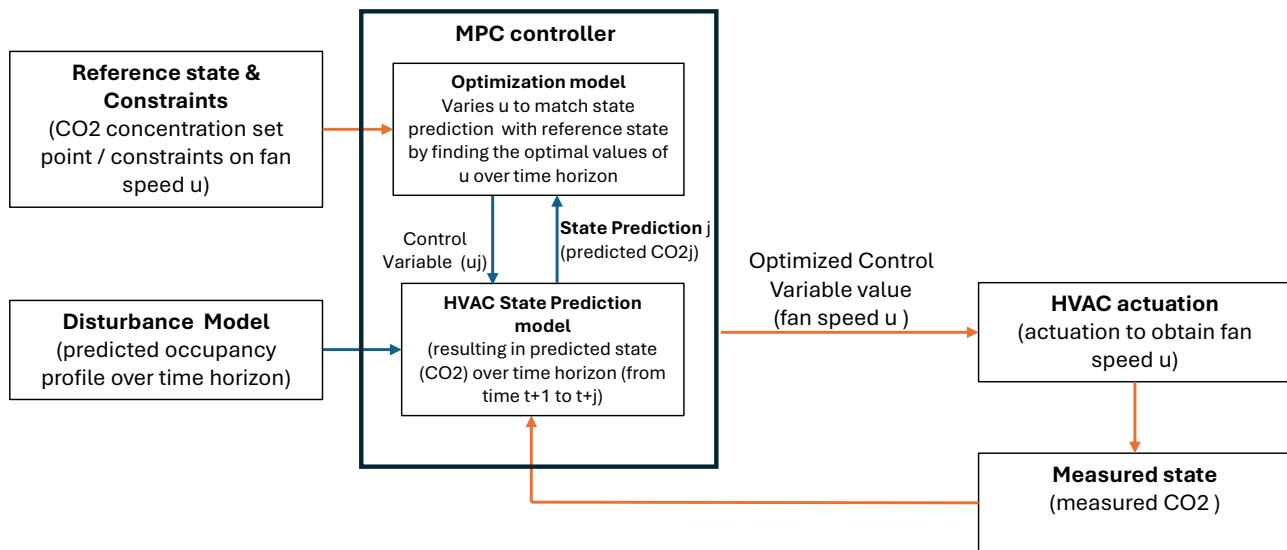 MPC controller
Reference state &
Constraints
(CO2 concentration set
point / constraints on fan
speed u)
Optimization model
Varies u to match state
prediction with reference state
by finding the optimal values of
u over time horizon
Control
Variable (uj)
State Prediction j
(predicted CO2j)
Disturbance Model
(predicted occupancy
profile over time horizon)
HVAC State Prediction
model
(resulting in predicted state
(CO2) over time horizon (from
time t+1 to t+j)
Optimized Control
Variable value
(fan speed u )
HVAC actuation
(actuation to obtain fan
speed u)
Measured state
(measured CO2 )